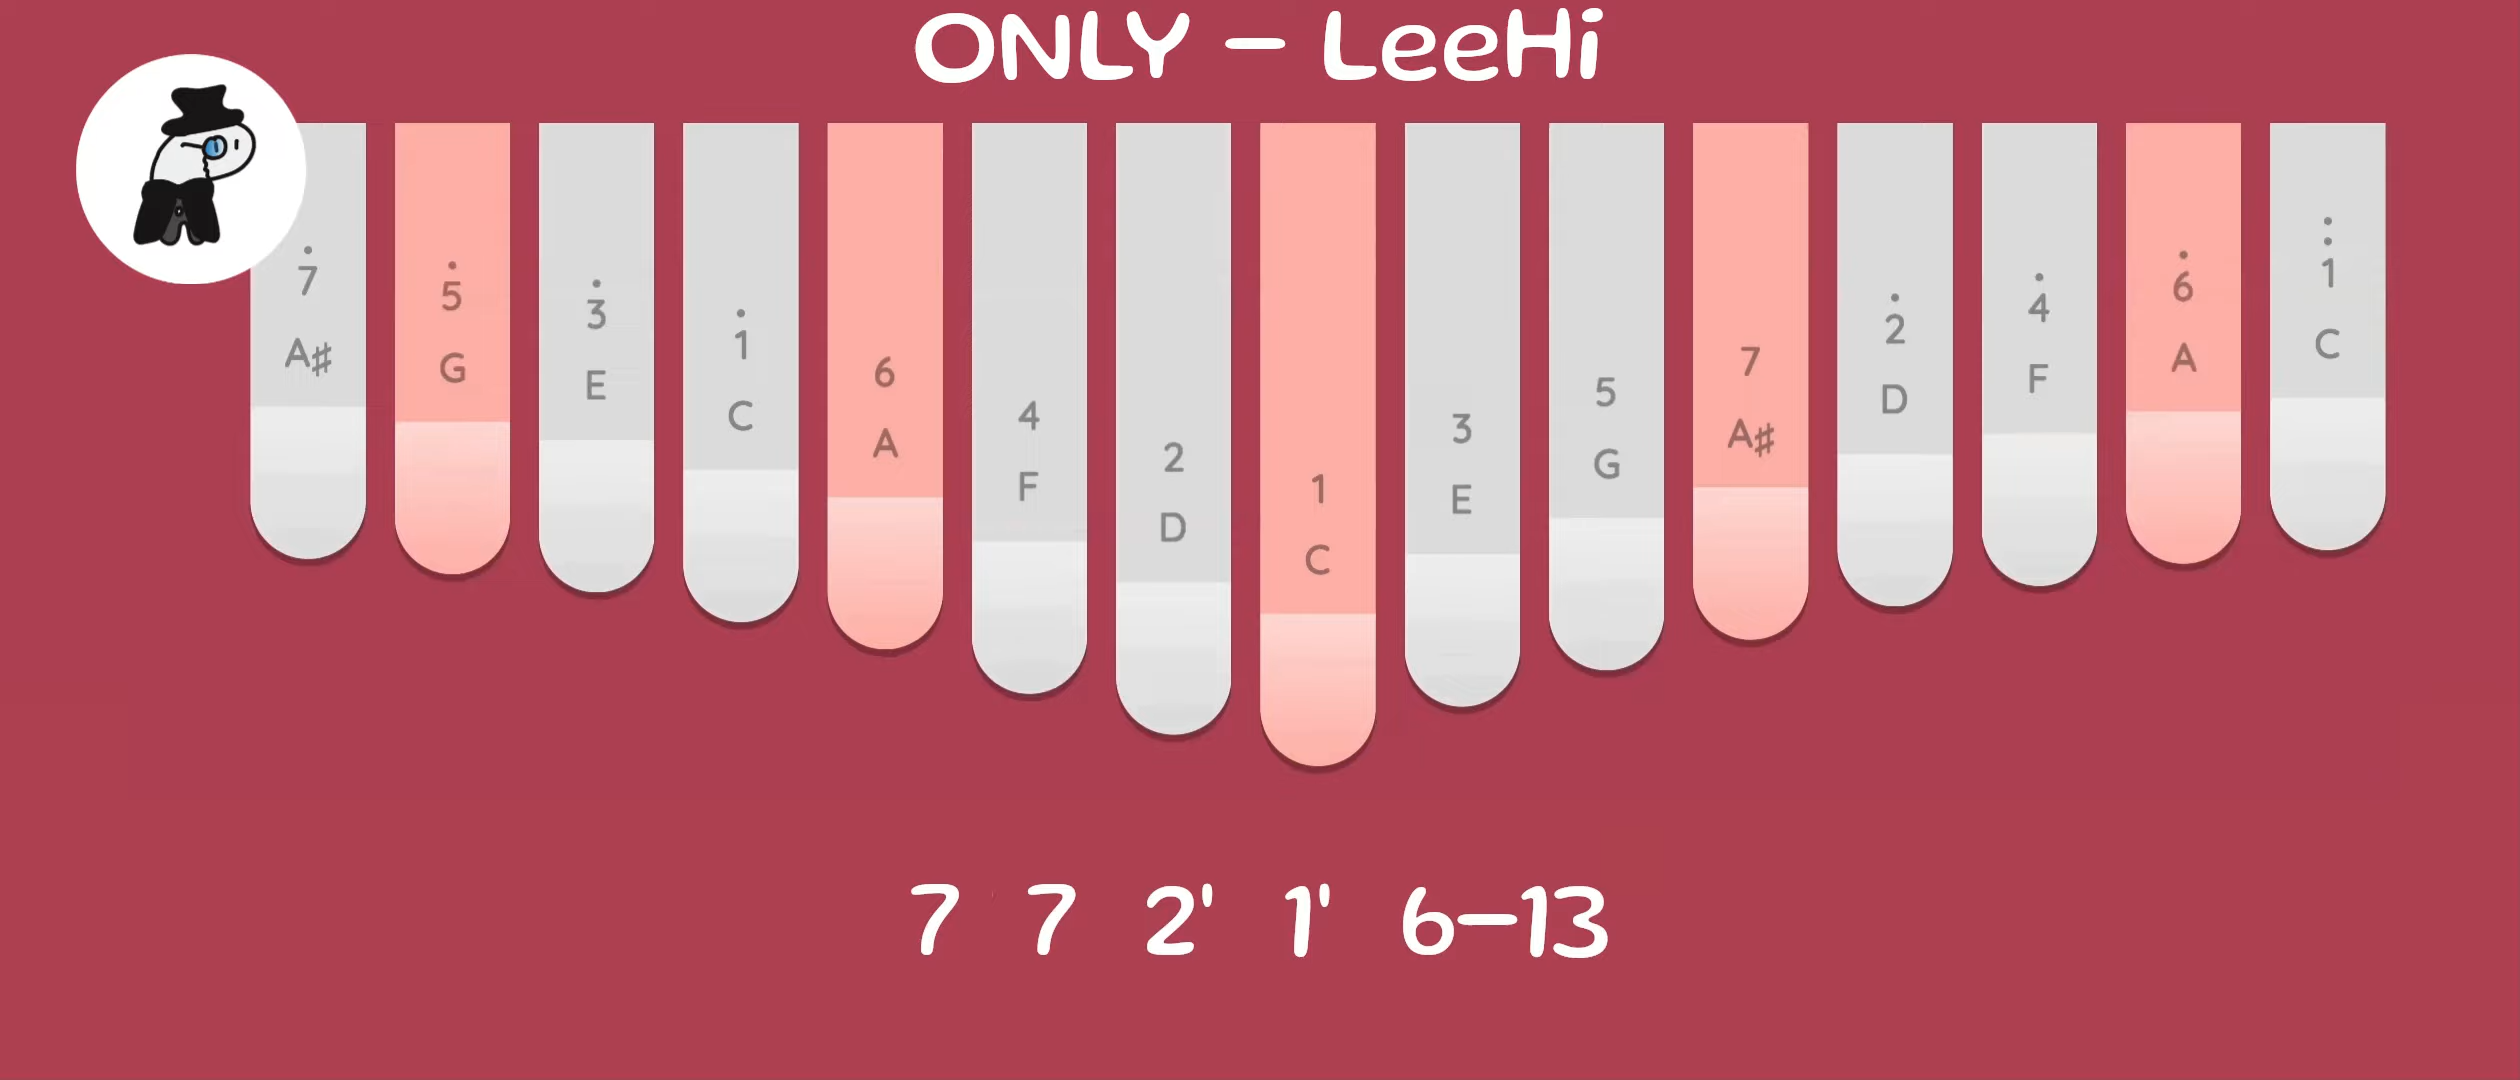 ONLY - LeeHi
7̇ 5̇ 3̇ 1̇ 6 4 2 1 3 5 7 2̇ 4̇ 6̇ 1̈
A♯ G E C A F D C E G A♯ D F A C
7 7 2' 1' 6-13